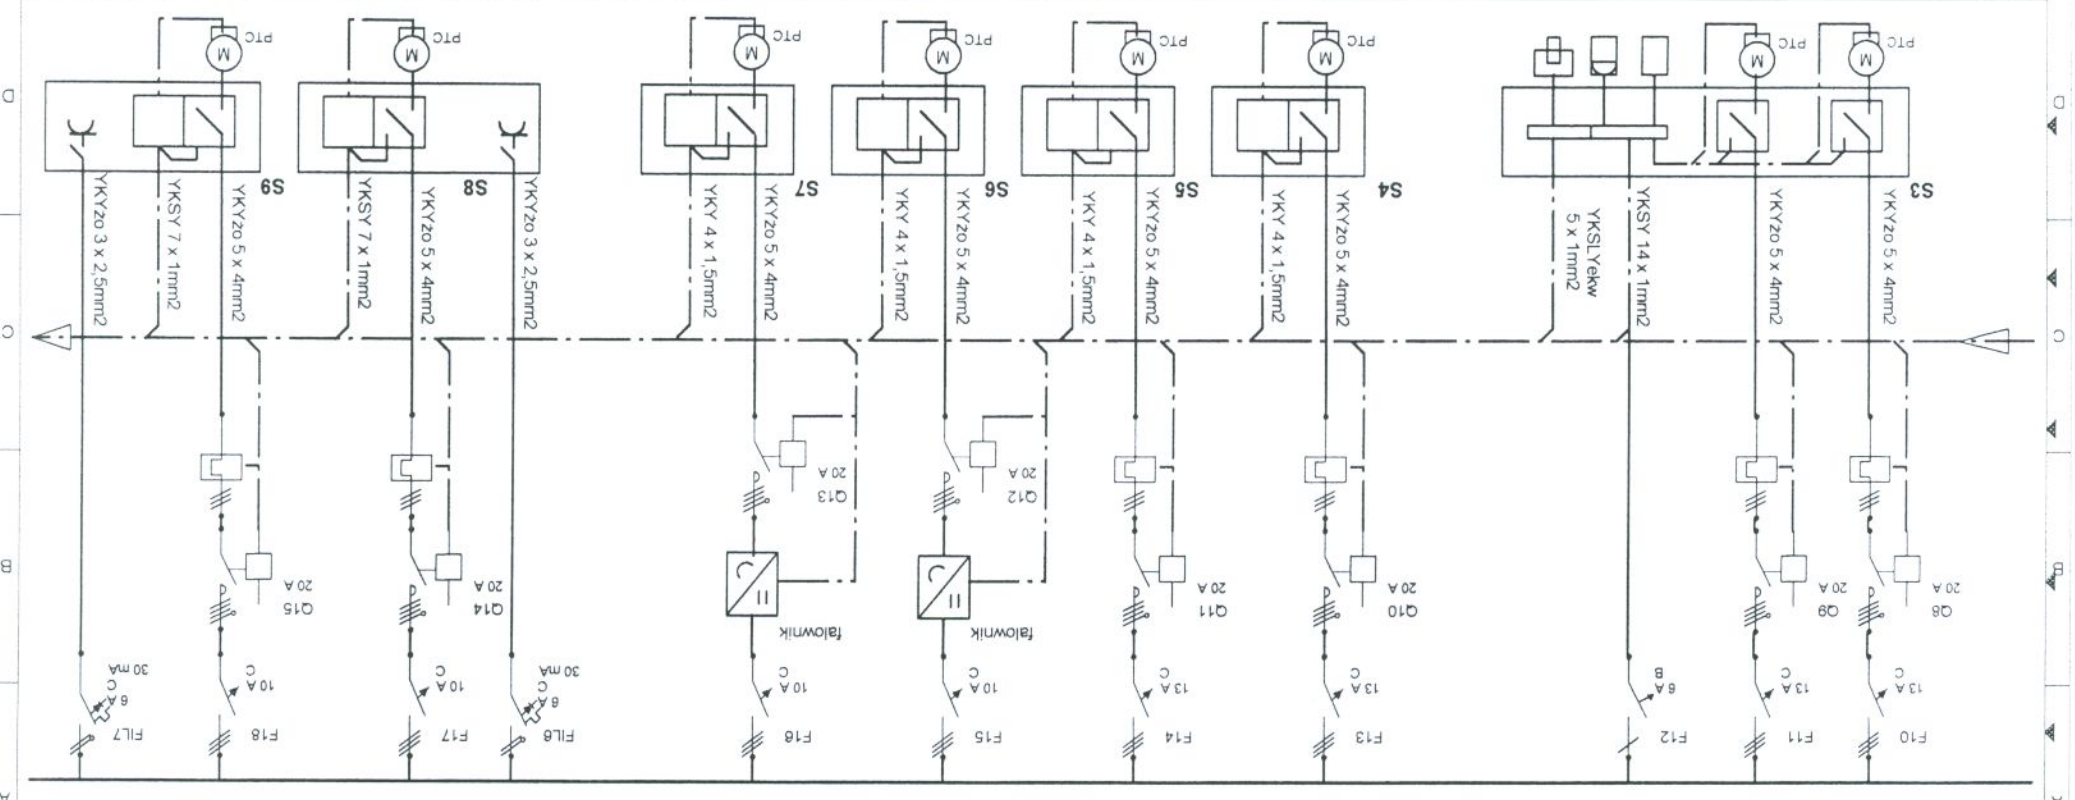 A
A
F10
F11
F12
F13
F14
F15
F16
FIL6
F17
F18
FIL7
13 A
C
13 A
C
6 A
B
13 A
C
13 A
C
10 A
C
10 A
C
6 A
C
30 mA
10 A
C
10 A
C
6 A
C
30 mA
falownik
falownik
B
Q8
20 A
Q9
20 A
Q10
20 A
Q11
20 A
Q14
20 A
Q15
20 A
B
Q12
20 A
Q13
20 A
C
C
YKYżo 5 x 4mm2
YKYżo 5 x 4mm2
YKSY 14 x 1mm2
YKSLYekw
5 x 1mm2
YKYżo 5 x 4mm2
YKY 4 x 1,5mm2
YKYżo 5 x 4mm2
YKY 4 x 1,5mm2
YKYżo 5 x 4mm2
YKY 4 x 1,5mm2
YKYżo 5 x 4mm2
YKY 4 x 1,5mm2
YKYżo 3 x 2,5mm2
YKYżo 5 x 4mm2
YKSY 7 x 1mm2
YKYżo 5 x 4mm2
YKSY 7 x 1mm2
YKYżo 3 x 2,5mm2
S3
S4
S5
S6
S7
S8
S9
D
D
PTC
M
PTC
M
PTC
M
PTC
M
PTC
M
PTC
M
PTC
M
PTC
M